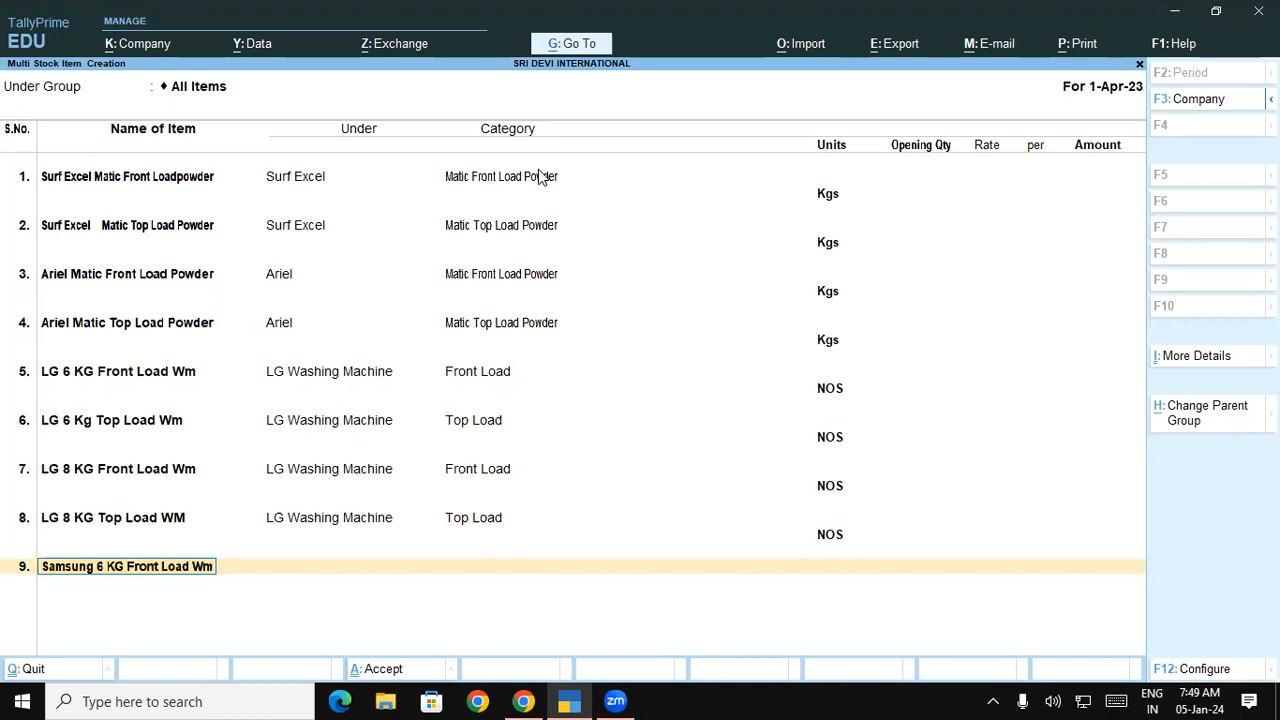 TallyPrime
EDU
MANAGE
K: Company
Y: Data
Z: Exchange
G: Go To
O: Import
E: Export
M: E-mail
P: Print
F1: Help
Multi Stock Item Creation
SRI DEVI INTERNATIONAL
Under Group : ♦ All Items
For 1-Apr-23
S.No. Name of Item Under Category
Units Opening Qty Rate per Amount
1. Surf Excel Matic Front Loadpowder Surf Excel Matic Front Load Powder
Kgs
2. Surf Excel Matic Top Load Powder Surf Excel Matic Top Load Powder
Kgs
3. Ariel Matic Front Load Powder Ariel Matic Front Load Powder
Kgs
4. Ariel Matic Top Load Powder Ariel Matic Top Load Powder
Kgs
5. LG 6 KG Front Load Wm LG Washing Machine Front Load
NOS
6. LG 6 Kg Top Load Wm LG Washing Machine Top Load
NOS
7. LG 8 KG Front Load Wm LG Washing Machine Front Load
NOS
8. LG 8 KG Top Load WM LG Washing Machine Top Load
NOS
9. Samsung 6 KG Front Load Wm
F2: Period
F3: Company
F4
F5
F6
F7
F8
F9
F10
I: More Details
H: Change Parent
Group
Q: Quit
A: Accept
F12: Configure
Type here to search
zm
ENG
IN
7:49 AM
05-Jan-24